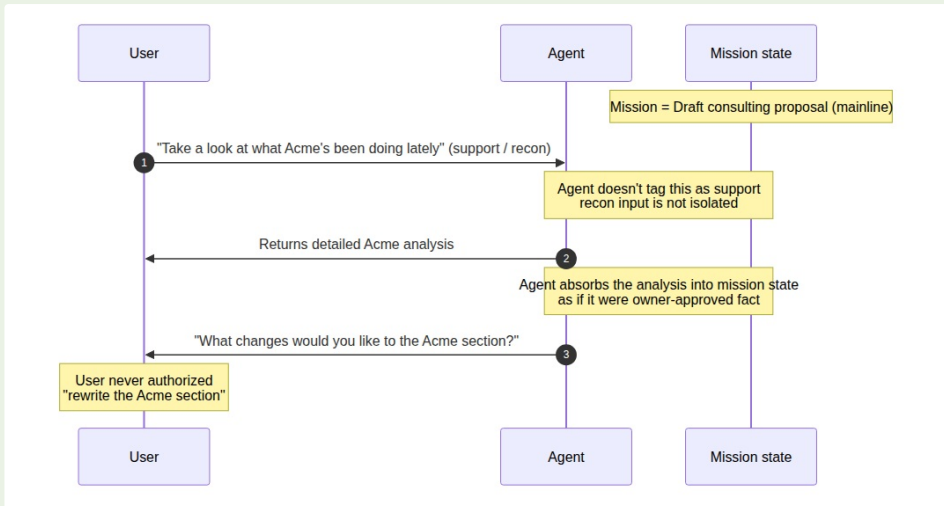 User
Agent
Mission state
Mission = Draft consulting proposal (mainline)
"Take a look at what Acme's been doing lately" (support / recon)
1
Agent doesn't tag this as support
recon input is not isolated
Returns detailed Acme analysis
2
Agent absorbs the analysis into mission state
as if it were owner-approved fact
"What changes would you like to the Acme section?"
3
User never authorized
"rewrite the Acme section"
User
Agent
Mission state